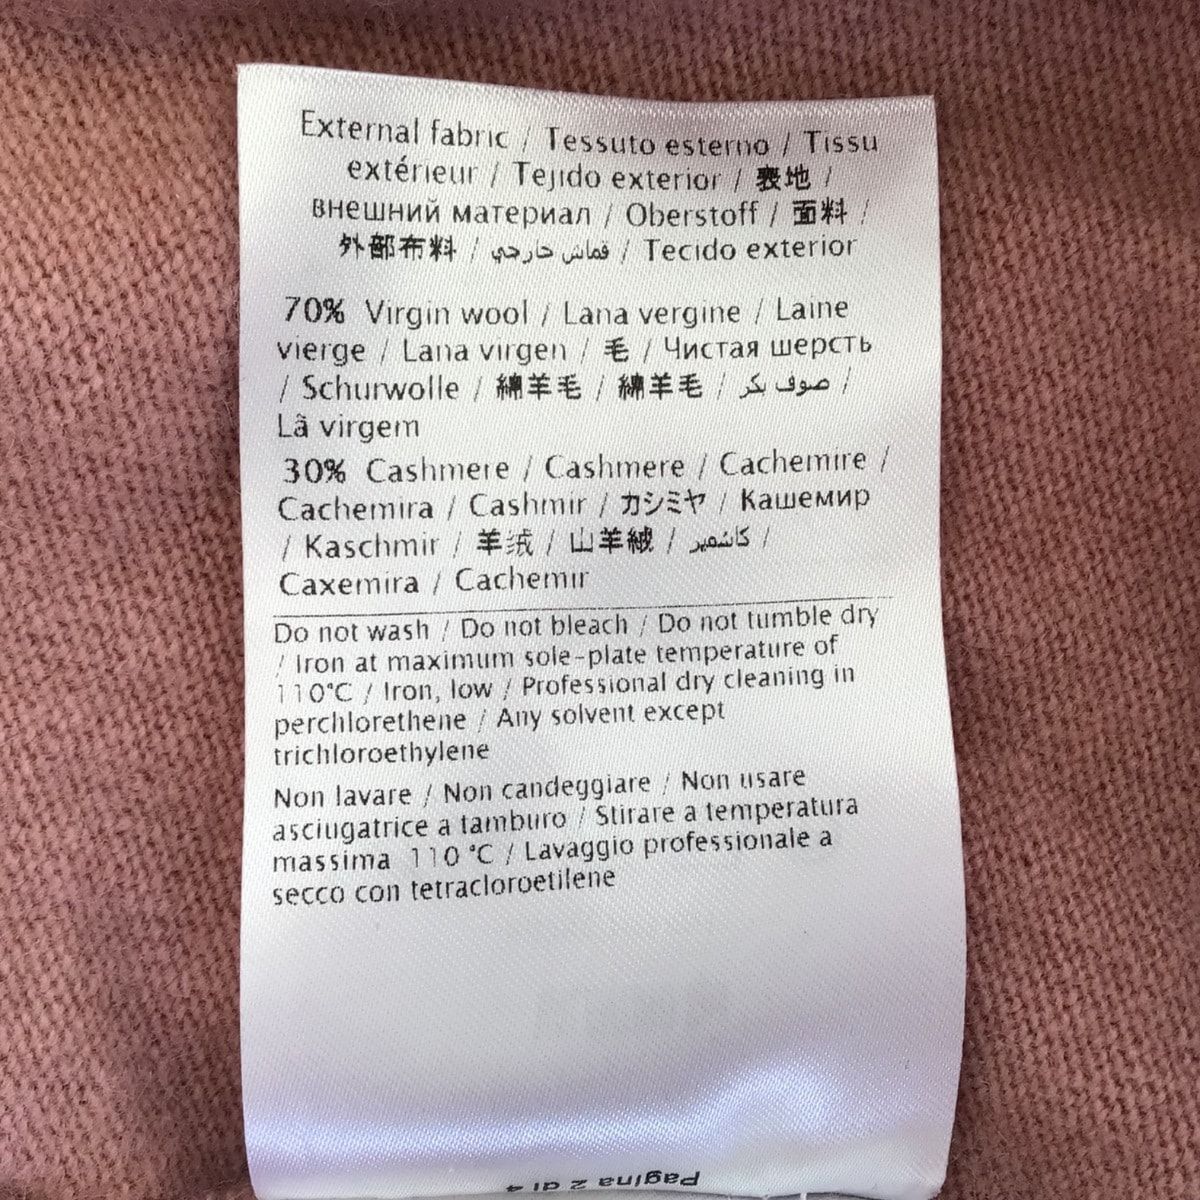 External fabric / Tessuto esterno / Tissu
extérieur / Tejido exterior / 表地 /
внешний материал / Oberstoff / 面料 /
外部布料 / قماش خارجي / Tecido exterior
70% Virgin wool / Lana vergine / Laine
vierge / Lana virgen / 毛 / Чистая шерсть
/ Schurwolle / 綿羊毛 / 綿羊毛 / صوف بكر /
Lã virgem
30% Cashmere / Cashmere / Cachemire /
Cachemira / Cashmir / カシミヤ / Кашемир
/ Kaschmir / 羊绒 / 山羊絨 / كاشمير /
Caxemira / Cachemir
Do not wash / Do not bleach / Do not tumble dry
/ Iron at maximum sole-plate temperature of
110°C / Iron, low / Professional dry cleaning in
perchlorethene / Any solvent except
trichloroethylene
Non lavare / Non candeggiare / Non usare
asciugatrice a tamburo / Stirare a temperatura
massima 110 °C / Lavaggio professionale a
secco con tetracloroetilene
Pagina 2 di 4